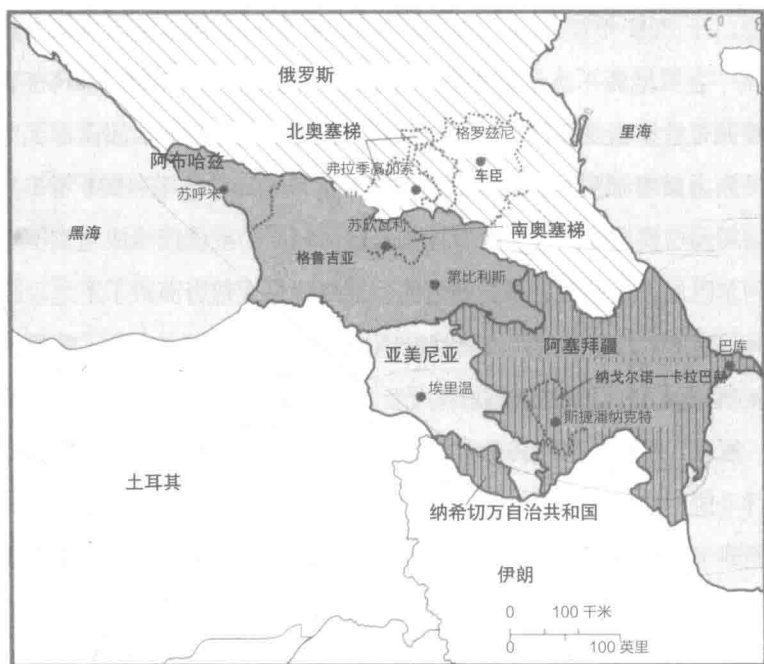 俄罗斯
北奥塞梯
格罗兹尼
里海
阿布哈兹
弗拉季高加索
车臣
苏呼米
黑海
苏欣瓦利
南奥塞梯
格鲁吉亚
第比利斯
亚美尼亚
阿塞拜疆
巴库
纳戈尔诺—卡拉巴赫
埃里温
斯捷潘纳克特
土耳其
纳希切万自治共和国
伊朗
0 100 千米
0 100 英里